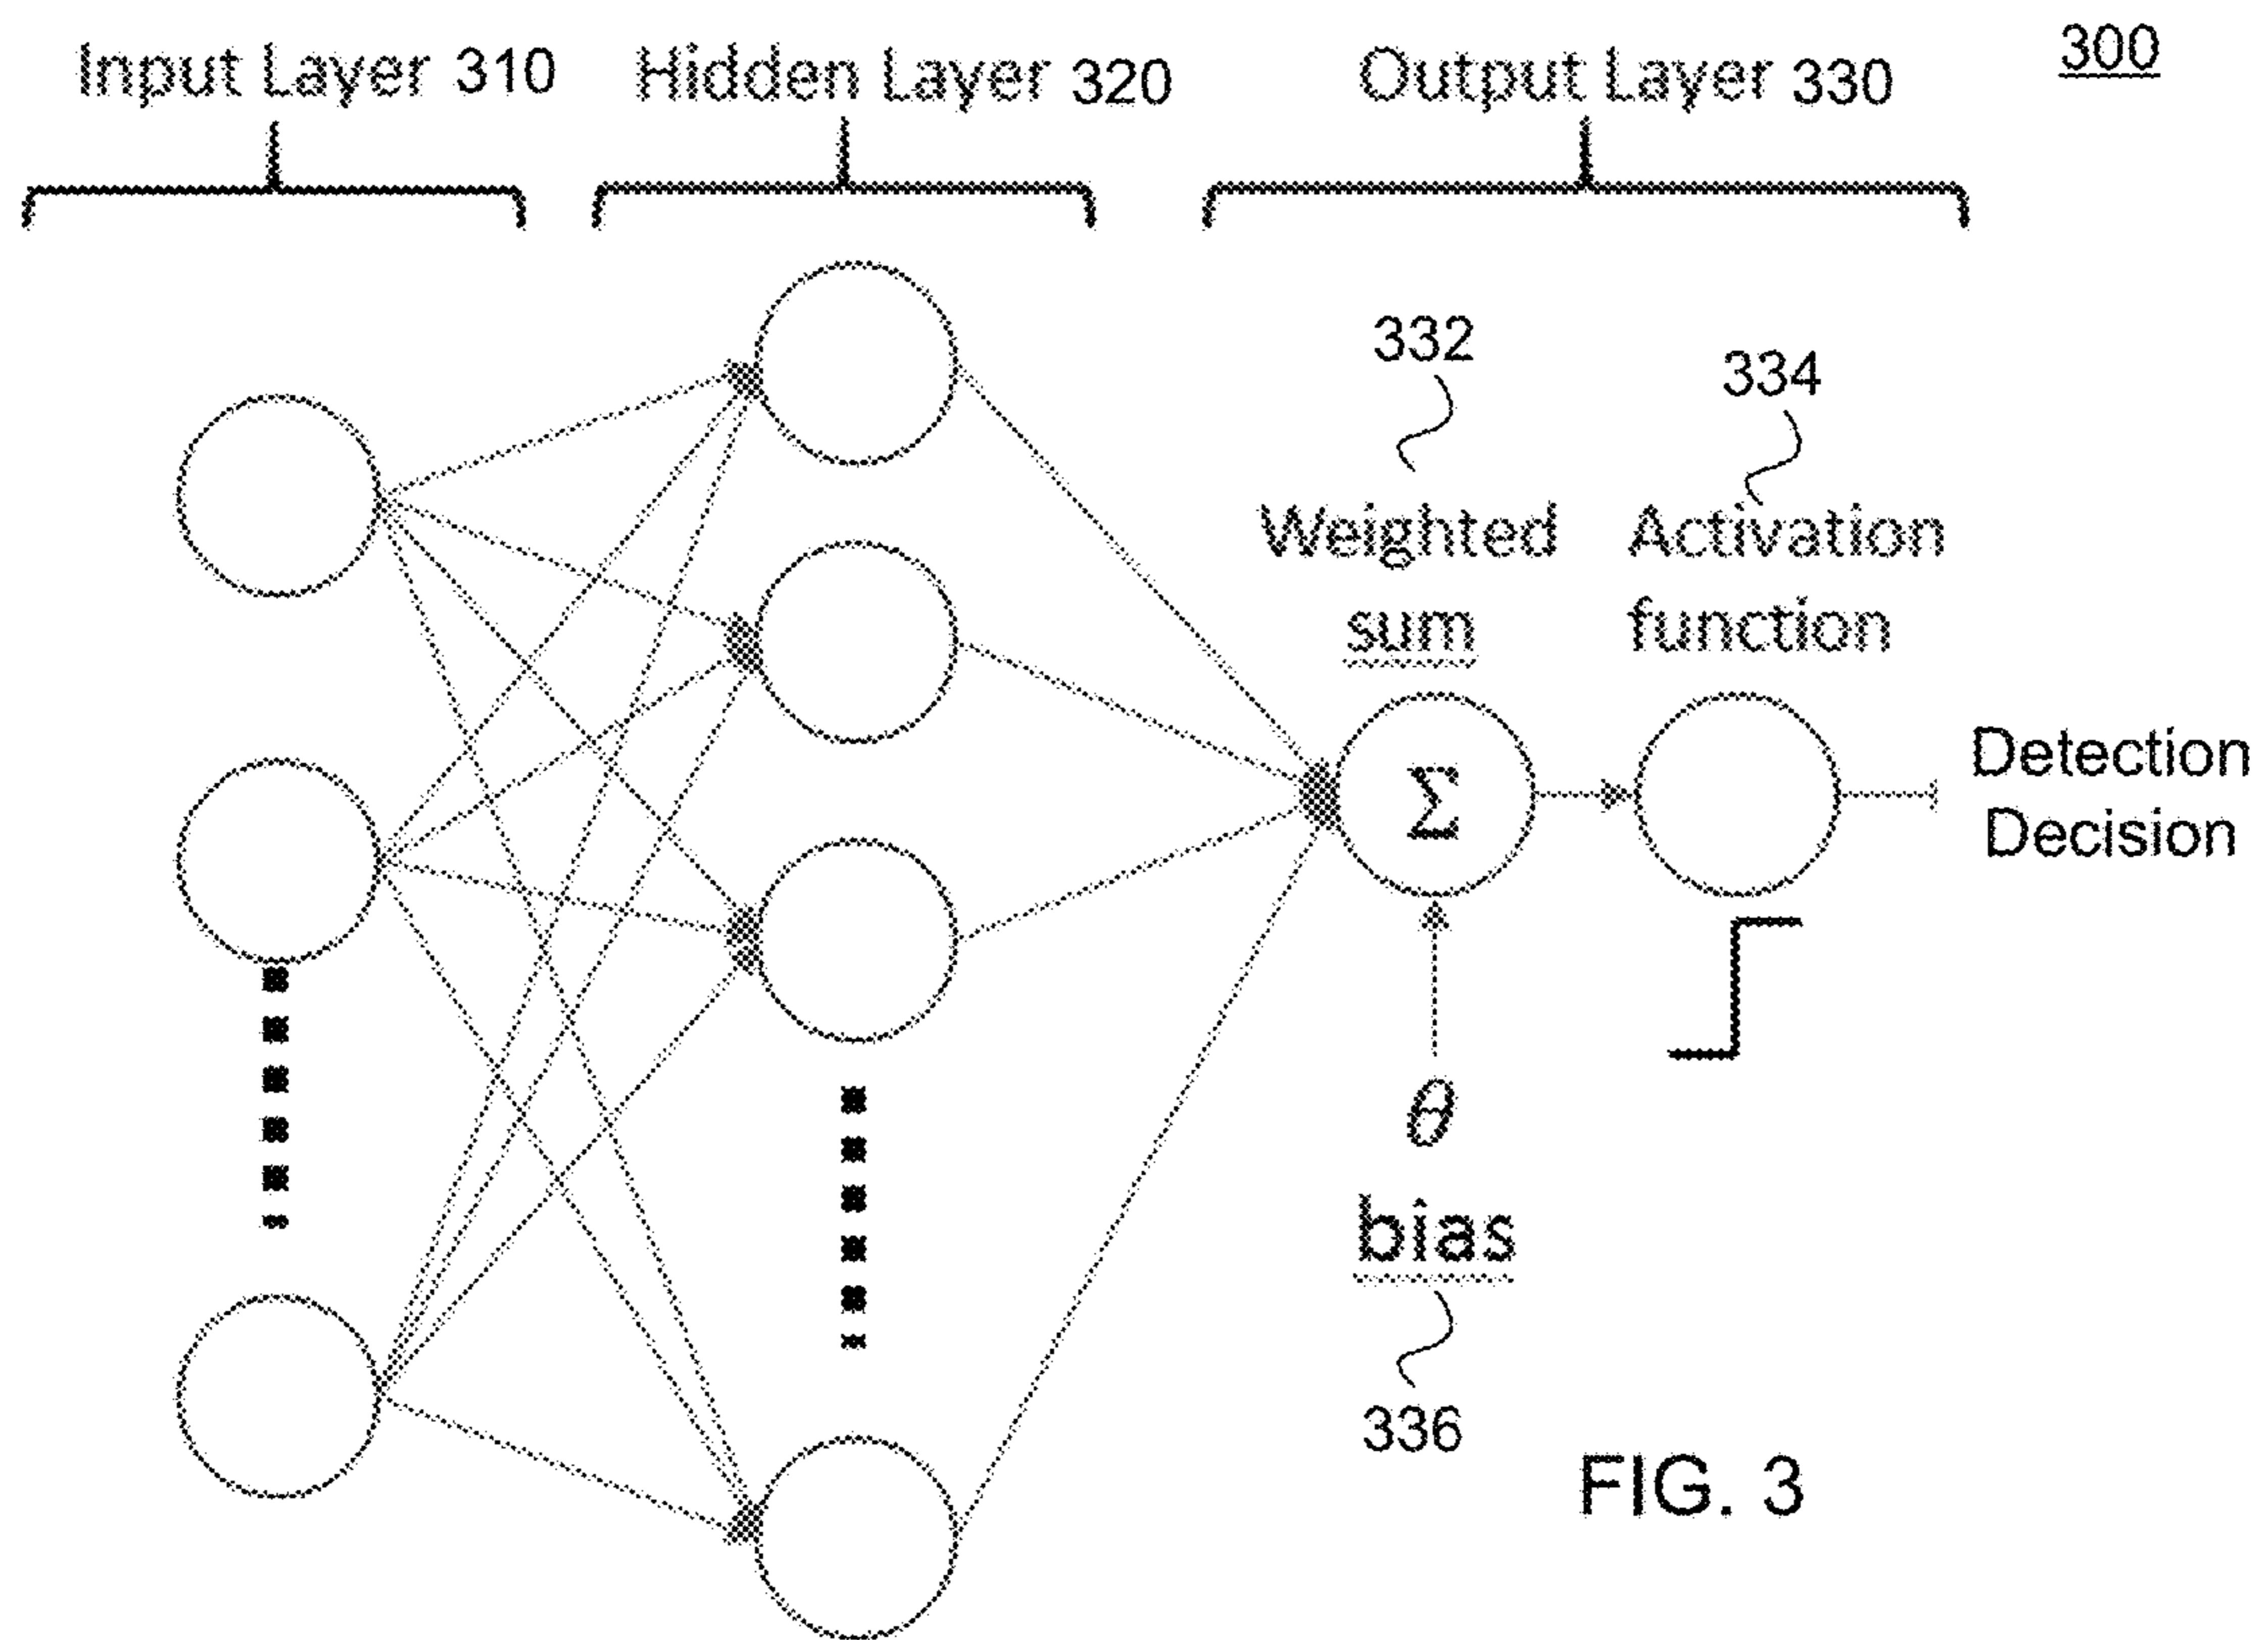 300
Input Layer 310
Hidden Layer 320
Output Layer 330
332
334
Weighted
sum
Activation
function
Σ
Detection
Decision
θ
bias
336
FIG. 3